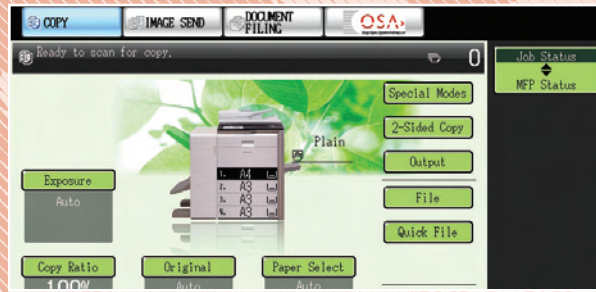 COPY
IMAGE SEND
DOCUMENT
FILING
OSA
Ready to scan for copy.
0
Job Status
MFP Status
Special Modes
2-Sided Copy
Plain
Output
1. A4
2. A3
3. A3
4. A3
Exposure
Auto
File
Quick File
Copy Ratio
100%
Original
Auto
Paper Select
Auto